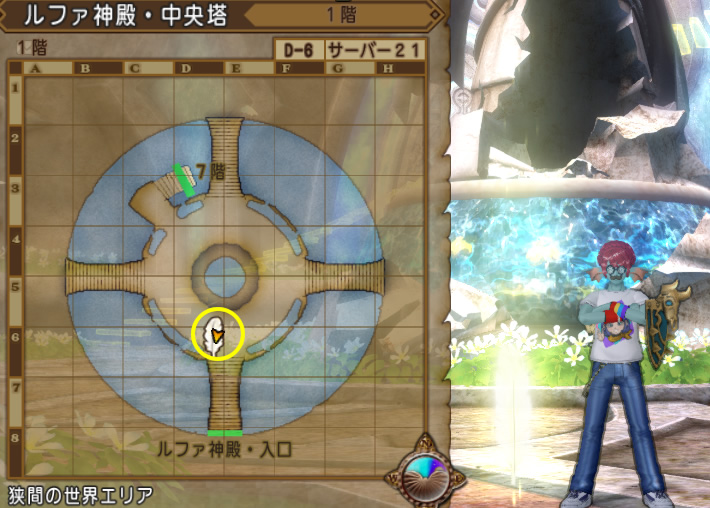 ルファ神殿・中央塔
1階
1階
D-6 サーバー21
A B C D E F G H
1
2
7階
3
4
5
6
7
8
ルファ神殿・入口
狭間の世界エリア